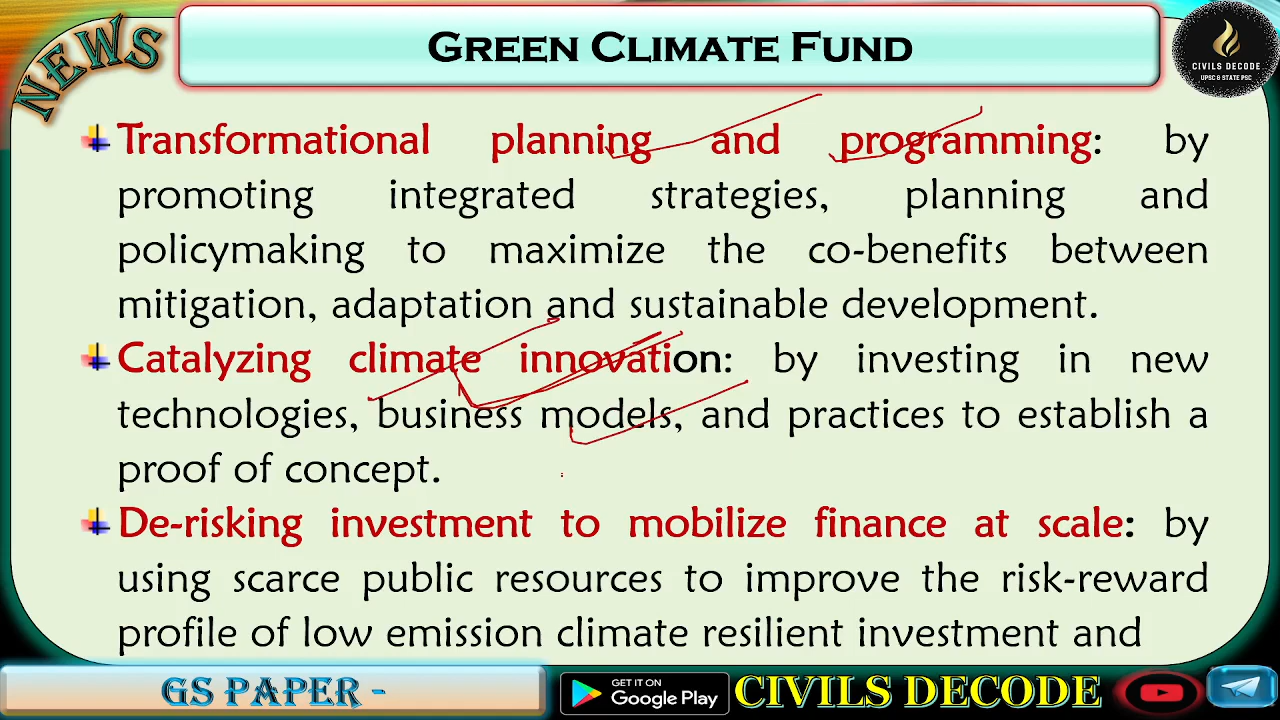 NEWS
GREEN CLIMATE FUND
CIVILS DECODE
UPSC & STATE PSC
Transformational planning and programming: by
promoting integrated strategies, planning and
policymaking to maximize the co-benefits between
mitigation, adaptation and sustainable development.
Catalyzing climate innovation: by investing in new
technologies, business models, and practices to establish a
proof of concept.
De-risking investment to mobilize finance at scale: by
using scarce public resources to improve the risk-reward
profile of low emission climate resilient investment and
GS PAPER -
GET IT ON
Google Play
CIVILS DECODE